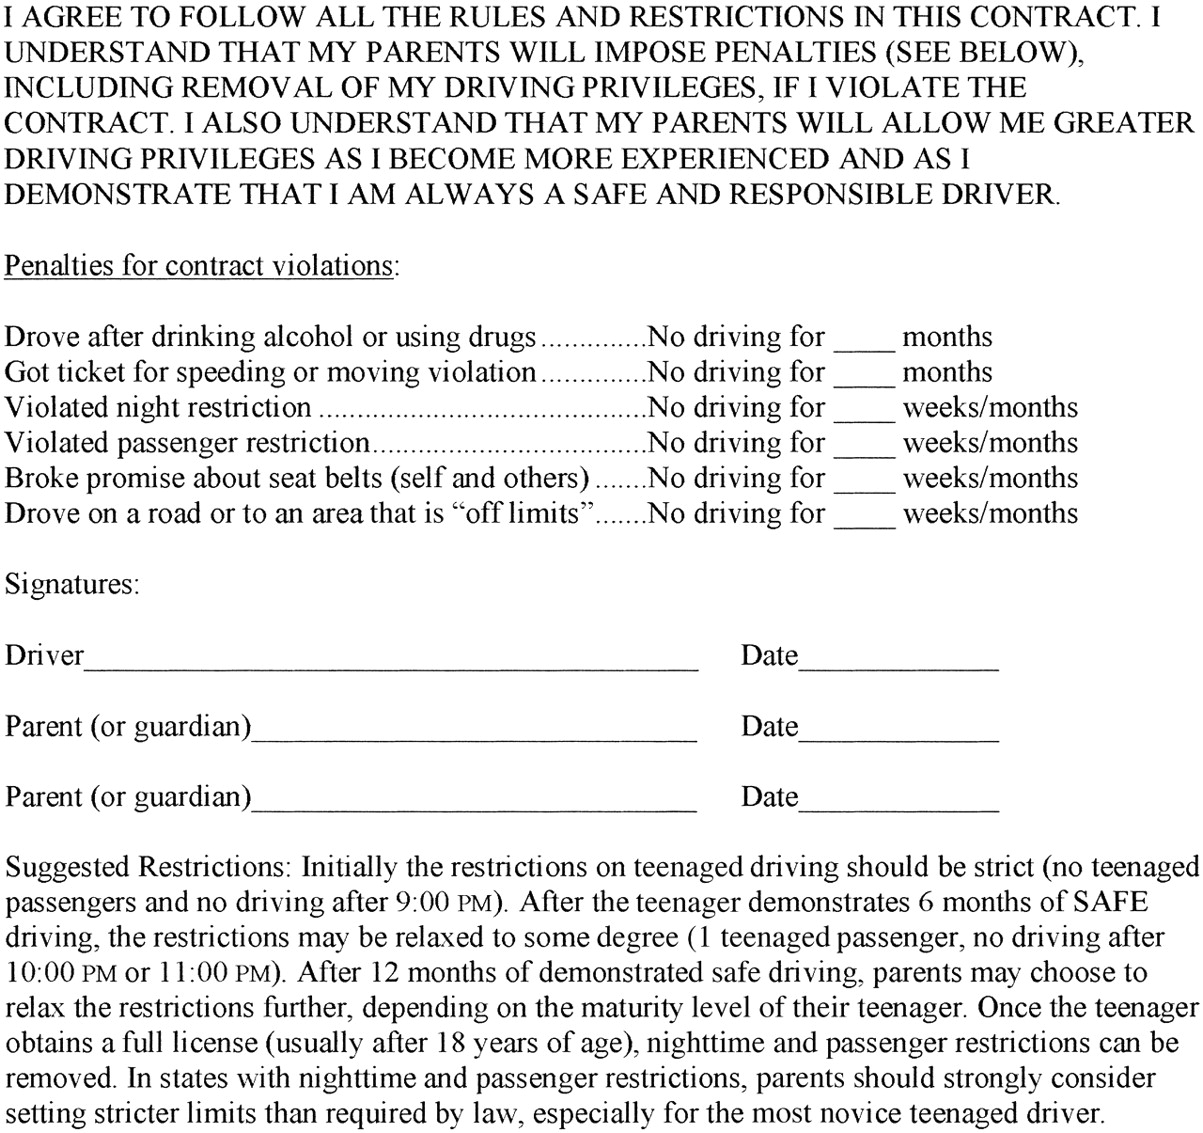 I AGREE TO FOLLOW ALL THE RULES AND RESTRICTIONS IN THIS CONTRACT. I
UNDERSTAND THAT MY PARENTS WILL IMPOSE PENALTIES (SEE BELOW),
INCLUDING REMOVAL OF MY DRIVING PRIVILEGES, IF I VIOLATE THE
CONTRACT. I ALSO UNDERSTAND THAT MY PARENTS WILL ALLOW ME GREATER
DRIVING PRIVILEGES AS I BECOME MORE EXPERIENCED AND AS I
DEMONSTRATE THAT I AM ALWAYS A SAFE AND RESPONSIBLE DRIVER.
Penalties for contract violations:
Drove after drinking alcohol or using drugs..............No driving for ____ months
Got ticket for speeding or moving violation..............No driving for ____ months
Violated night restriction ...........................................No driving for ____ weeks/months
Violated passenger restriction....................................No driving for ____ weeks/months
Broke promise about seat belts (self and others).......No driving for ____ weeks/months
Drove on a road or to an area that is “off limits”.......No driving for ____ weeks/months
Signatures:
Driver________________________________________ Date_____________
Parent (or guardian)_____________________________ Date_____________
Parent (or guardian)_____________________________ Date_____________
Suggested Restrictions: Initially the restrictions on teenaged driving should be strict (no teenaged
passengers and no driving after 9:00 PM). After the teenager demonstrates 6 months of SAFE
driving, the restrictions may be relaxed to some degree (1 teenaged passenger, no driving after
10:00 PM or 11:00 PM). After 12 months of demonstrated safe driving, parents may choose to
relax the restrictions further, depending on the maturity level of their teenager. Once the teenager
obtains a full license (usually after 18 years of age), nighttime and passenger restrictions can be
removed. In states with nighttime and passenger restrictions, parents should strongly consider
setting stricter limits than required by law, especially for the most novice teenaged driver.